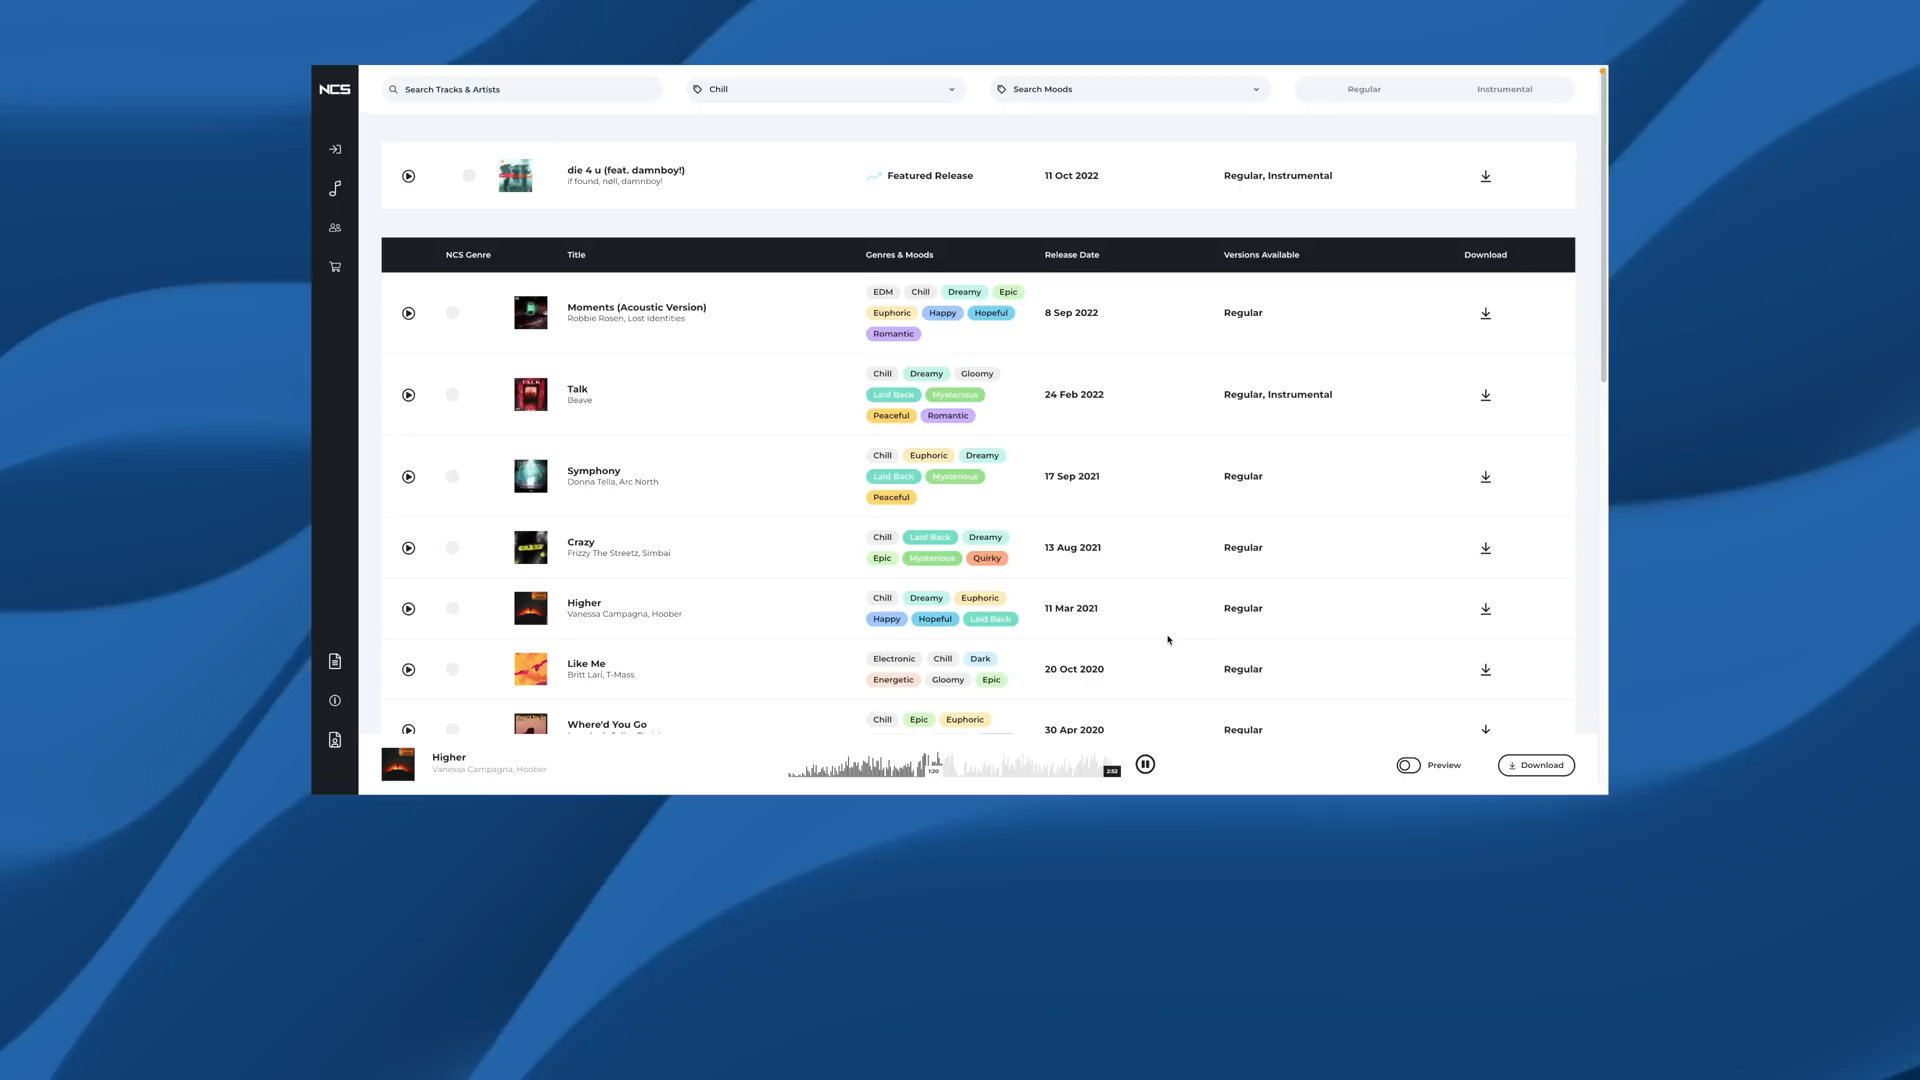 NCS
Search Tracks & Artists
Chill
Search Moods
Regular
Instrumental
die 4 u (feat. damnboy!)
if found, nøll, damnboy!
Featured Release
11 Oct 2022
Regular, Instrumental
NCS Genre
Title
Genres & Moods
Release Date
Versions Available
Download
Moments (Acoustic Version)
Robbie Rosen, Lost Identities
EDM Chill Dreamy Epic
Euphoric Happy Hopeful
Romantic
8 Sep 2022
Regular
TALK
Talk
Beave
Chill Dreamy Gloomy
Laid Back Mysterious
Peaceful Romantic
24 Feb 2022
Regular, Instrumental
Symphony
Donna Tella, Arc North
Chill Euphoric Dreamy
Laid Back Mysterious
Peaceful
17 Sep 2021
Regular
CRAZY
Crazy
Frizzy The Streetz, Simbai
Chill Laid Back Dreamy
Epic Mysterious Quirky
13 Aug 2021
Regular
Higher
Vanessa Campagna, Hoober
Chill Dreamy Euphoric
Happy Hopeful Laid Back
11 Mar 2021
Regular
Like Me
Britt Lari, T-Mass
Electronic Chill Dark
Energetic Gloomy Epic
20 Oct 2020
Regular
Where'd You Go
Chill Epic Euphoric
30 Apr 2020
Regular
Higher
Vanessa Campagna, Hoober
1:20
2:52
Preview
Download